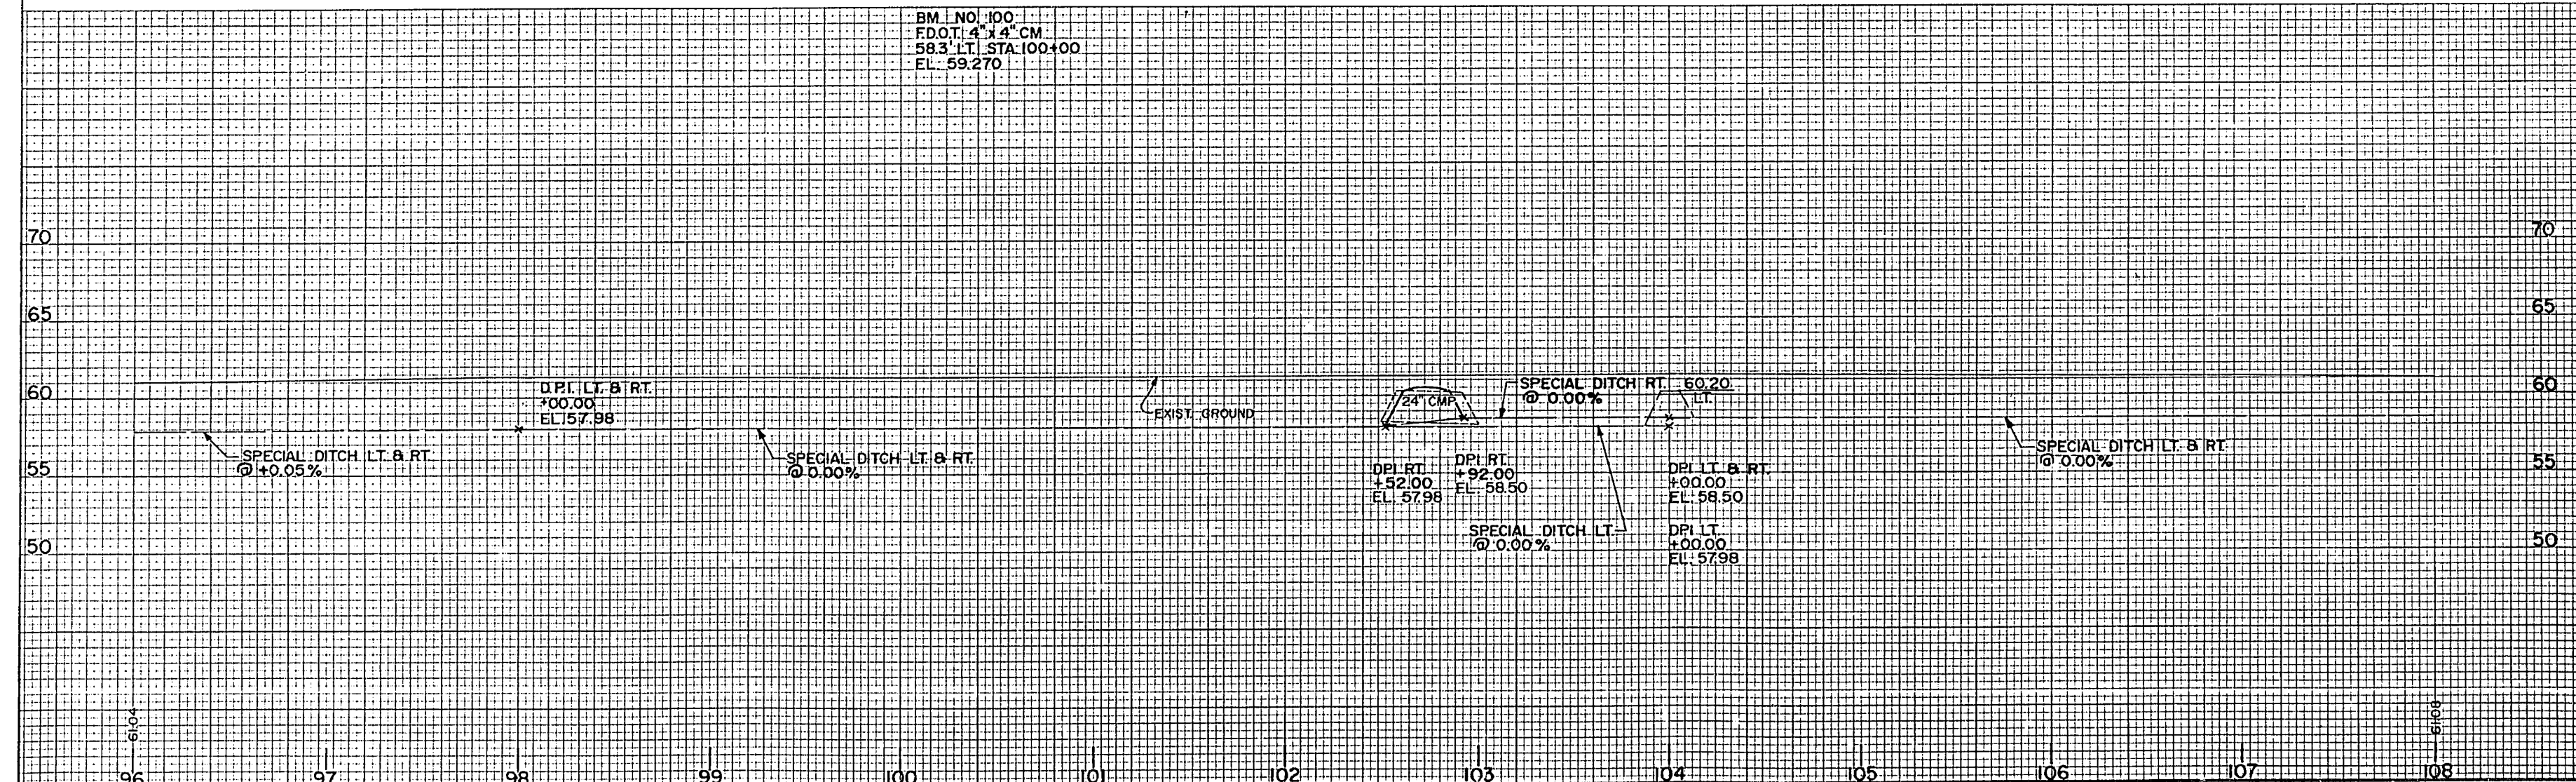 BM NO. 100
F.D.O.T. 4" x 4" CM
58.3' LT. STA. 100+00
EL. 59.270
70
70
65
65
60
60
D.P.I. LT. & RT.
+00.00
EL. 57.98
EXIST. GROUND
24" CMP
SPECIAL DITCH RT.
@ 0.00%
60.20
LT.
SPECIAL DITCH LT. & RT.
@ +0.05%
SPECIAL DITCH LT. & RT.
@ 0.00%
SPECIAL DITCH LT. & RT.
@ 0.00%
55
55
DPI RT.
+52.00
EL. 57.98
DPI RT.
+92.00
EL. 58.50
DPI LT. & RT.
+00.00
EL. 58.50
SPECIAL DITCH LT.
@ 0.00%
DPI LT.
+00.00
EL. 57.98
50
50
61.04
61.08
96
97
98
99
100
101
102
103
104
105
106
107
108